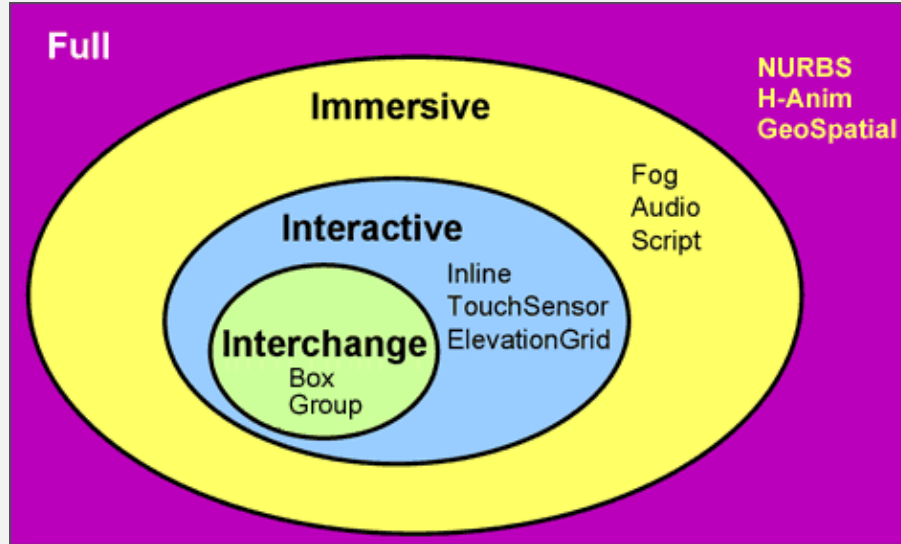 Full
Immersive
NURBS
H-Anim
GeoSpatial
Fog
Audio
Script
Interactive
Inline
TouchSensor
ElevationGrid
Interchange
Box
Group